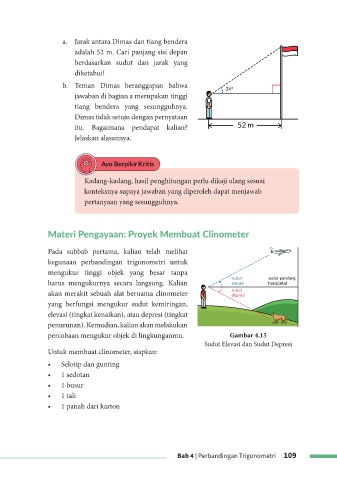 a. Jarak antara Dimas dan tiang bendera
adalah 52 m. Cari panjang sisi depan
berdasarkan sudut dan jarak yang
diketahui!
b. Teman Dimas beranggapan bahwa
jawaban di bagian a merupakan tinggi
tiang bendera yang sesungguhnya.
Dimas tidak setuju dengan pernyataan
itu. Bagaimana pendapat kalian?
Jelaskan alasannya.
34°
52 m
Ayo Berpikir Kritis
Kadang-kadang, hasil penghitungan perlu dikaji ulang sesuai
konteksnya supaya jawaban yang diperoleh dapat menjawab
pertanyaan yang sesungguhnya.
Materi Pengayaan: Proyek Membuat Clinometer
Pada subbab pertama, kalian telah melihat
kegunaan perbandingan trigonometri untuk
mengukur tinggi objek yang besar tanpa
harus mengukurnya secara langsung. Kalian
akan merakit sebuah alat bernama clinometer
yang berfungsi mengukur sudut kemiringan,
elevasi (tingkat kenaikan), atau depresi (tingkat
penurunan). Kemudian, kalian akan melakukan
percobaan mengukur objek di lingkunganmu.
sudut
elevasi
sudut pandang
horizontal
sudut
depresi
Gambar 4.15
Sudut Elevasi dan Sudut Depresi
Untuk membuat clinometer, siapkan:
• Selotip dan gunting
• 1 sedotan
• 1 busur
• 1 tali
• 1 papah dari karton
Bab 4 | Perbandingan Trigonometri 109